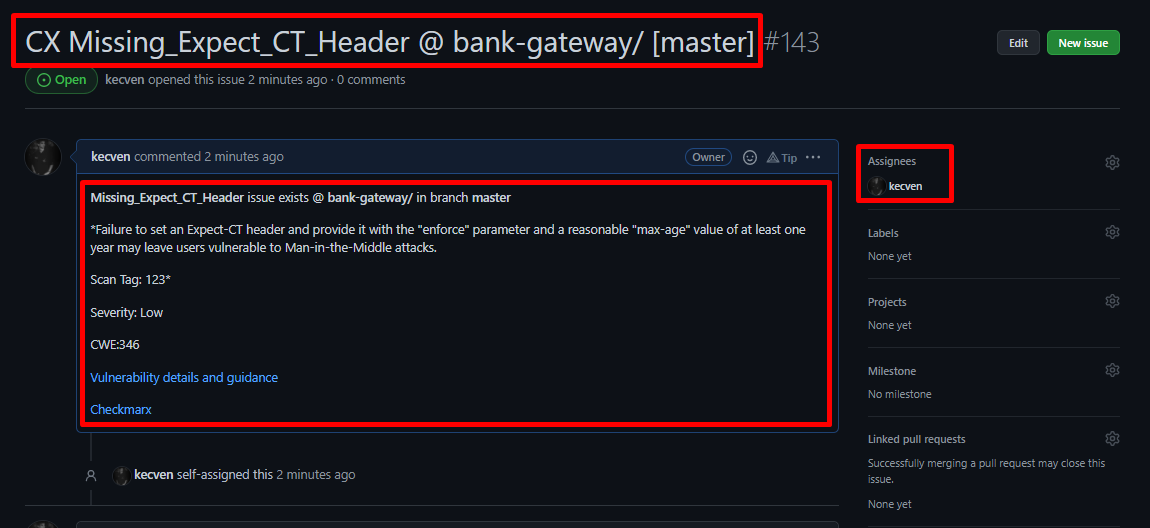 CX Missing_Expect_CT_Header @ bank-gateway/ [master] #143
Edit
New issue
Open
kecven opened this issue 2 minutes ago · 0 comments
kecven commented 2 minutes ago
Owner
Tip
Missing_Expect_CT_Header issue exists @ bank-gateway/ in branch master
*Failure to set an Expect-CT header and provide it with the "enforce" parameter and a reasonable "max-age" value of at least one
year may leave users vulnerable to Man-in-the-Middle attacks.
Scan Tag: 123*
Severity: Low
CWE:346
Vulnerability details and guidance
Checkmarx
kecven self-assigned this 2 minutes ago
Assignees
kecven
Labels
None yet
Projects
None yet
Milestone
No milestone
Linked pull requests
Successfully merging a pull request may close this
issue.
None yet